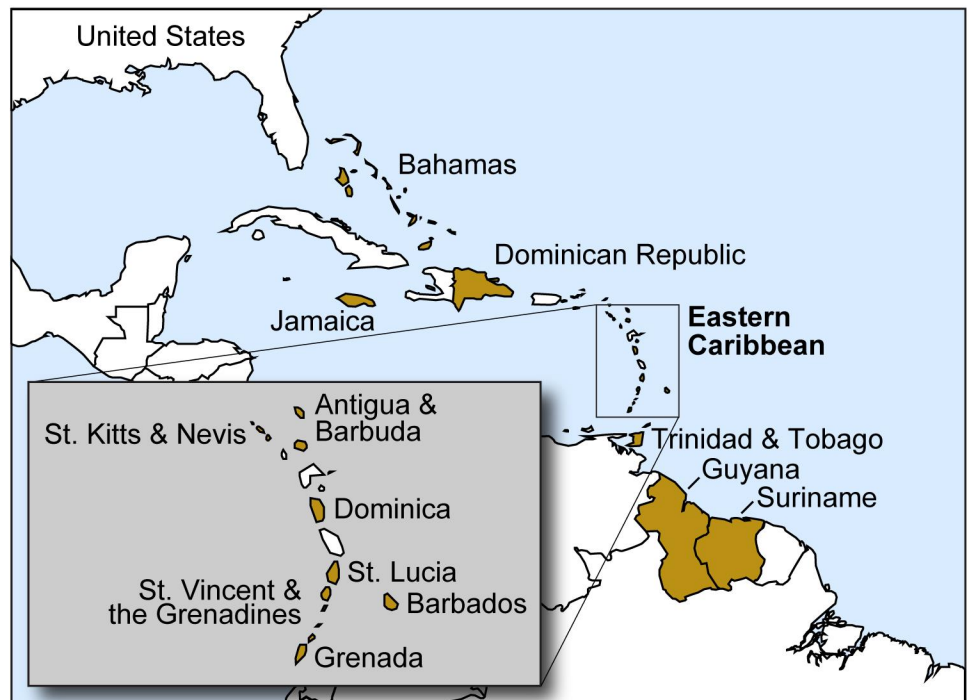 United States
Bahamas
Dominican Republic
Jamaica
Eastern
Caribbean
Trinidad & Tobago
Guyana
Suriname
Antigua &
Barbuda
St. Kitts & Nevis
Dominica
St. Lucia
St. Vincent &
the Grenadines
Barbados
Grenada